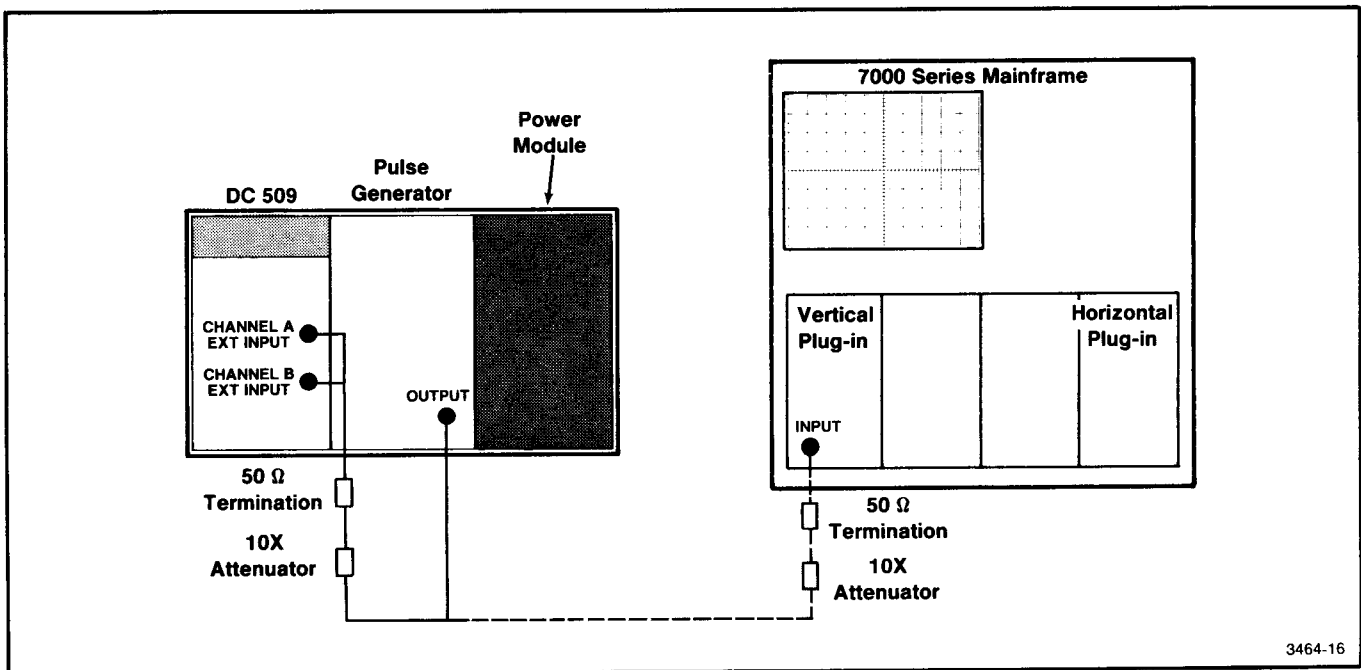 7000 Series Mainframe
Power
Module
Pulse
Generator
DC 509
CHANNEL A
EXT INPUT
CHANNEL B
EXT INPUT
OUTPUT
Vertical
Plug-in
Horizontal
Plug-in
INPUT
50 Ω
Termination
10X
Attenuator
50 Ω
Termination
10X
Attenuator
3464-16